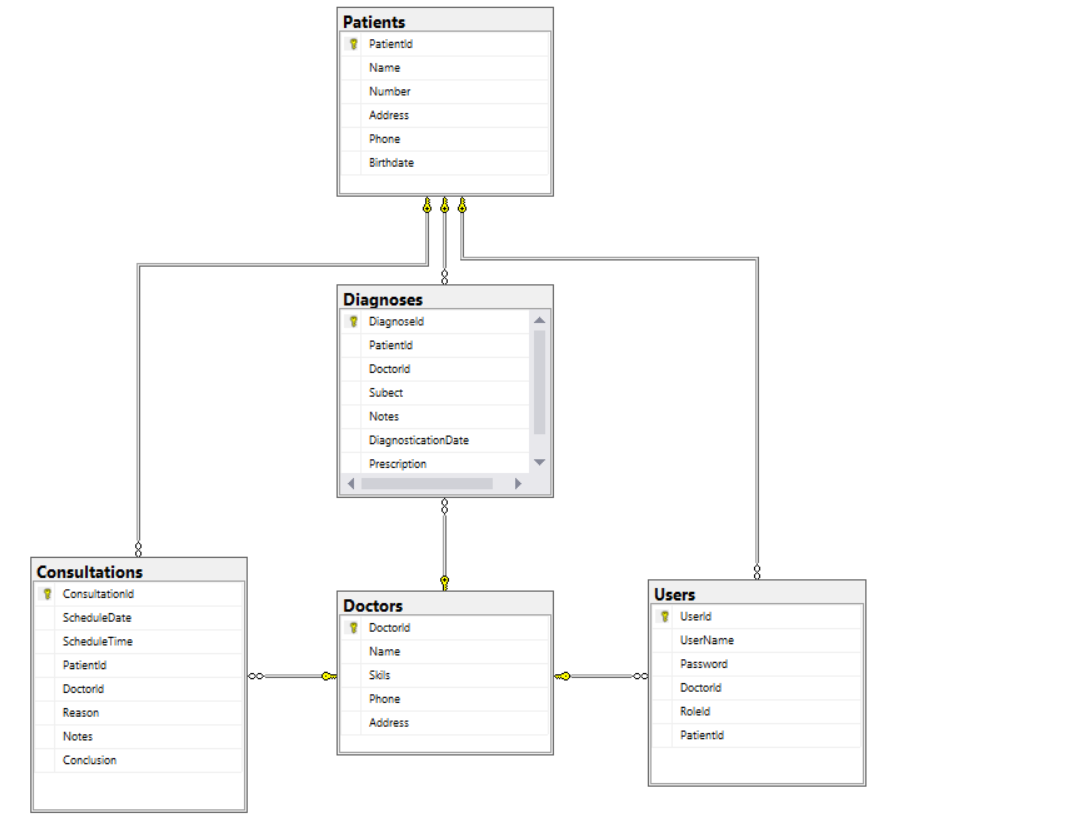 Patients
PatientId
Name
Number
Address
Phone
Birthdate
Diagnoses
DiagnoseId
PatientId
DoctorId
Subect
Notes
DiagnosticationDate
Prescription
Consultations
ConsultationId
ScheduleDate
ScheduleTime
PatientId
DoctorId
Reason
Notes
Conclusion
Doctors
DoctorId
Name
Skils
Phone
Address
Users
UserId
UserName
Password
DoctorId
RoleId
PatientId